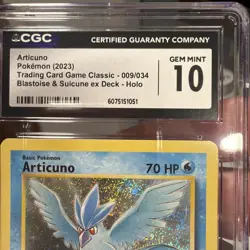 CGC CERTIFIED GUARANTY COMPANY
Articuno
Pokémon (2023)
Trading Card Game Classic - 009/034
Blastoise & Suicune ex Deck - Holo
GEM MINT
10
6075151051
Basic Pokémon
Articuno 70 HP